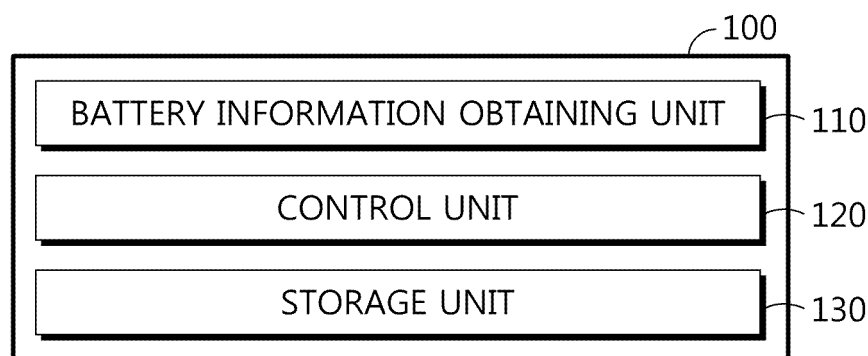 100
BATTERY INFORMATION OBTAINING UNIT
110
CONTROL UNIT
120
STORAGE UNIT
130